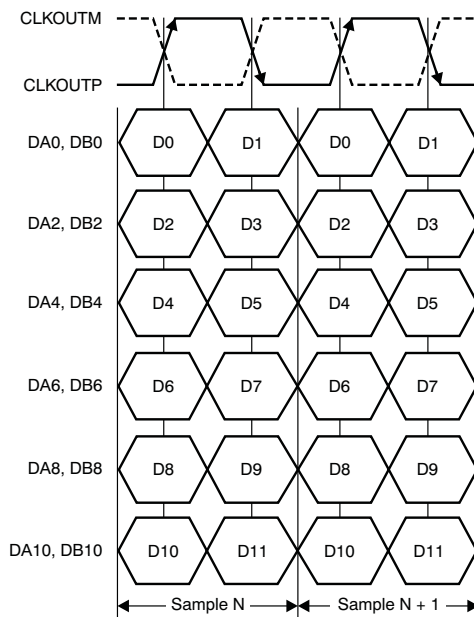 CLKOUTM
CLKOUTP
DA0, DB0 D0 D1 D0 D1
DA2, DB2 D2 D3 D2 D3
DA4, DB4 D4 D5 D4 D5
DA6, DB6 D6 D7 D6 D7
DA8, DB8 D8 D9 D8 D9
DA10, DB10 D10 D11 D10 D11
Sample N Sample N + 1